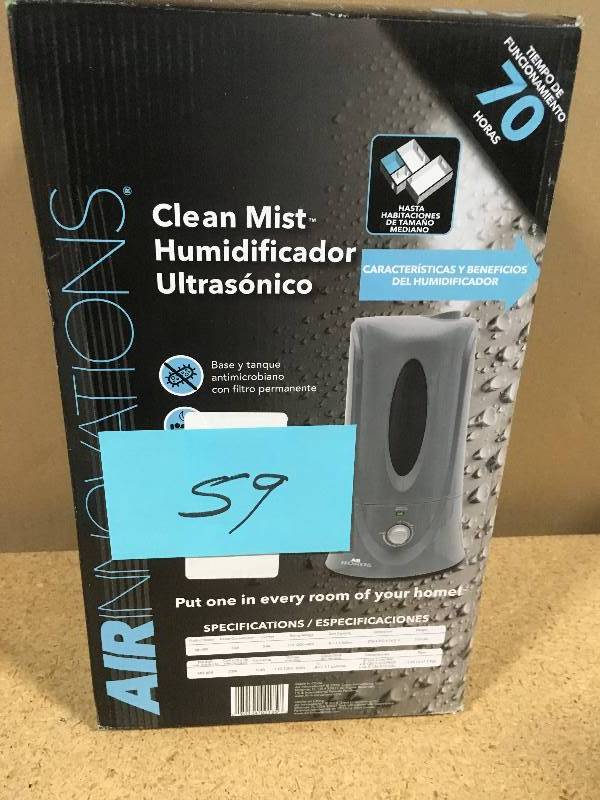 TIEMPO DE
FUNCIONAMIENTO
70
HORAS
HASTA
HABITACIONES
DE TAMAÑO
MEDIANO
Clean Mist™
Humidificador
Ultrasónico
CARACTERÍSTICAS Y BENEFICIOS
DEL HUMIDIFICADOR
AIRINNOVATIONS®
Base y tanque
antimicrobiano
con filtro permanente
59
AIR
INNOVATIONS
Put one in every room of your home!
SPECIFICATIONS / ESPECIFICACIONES